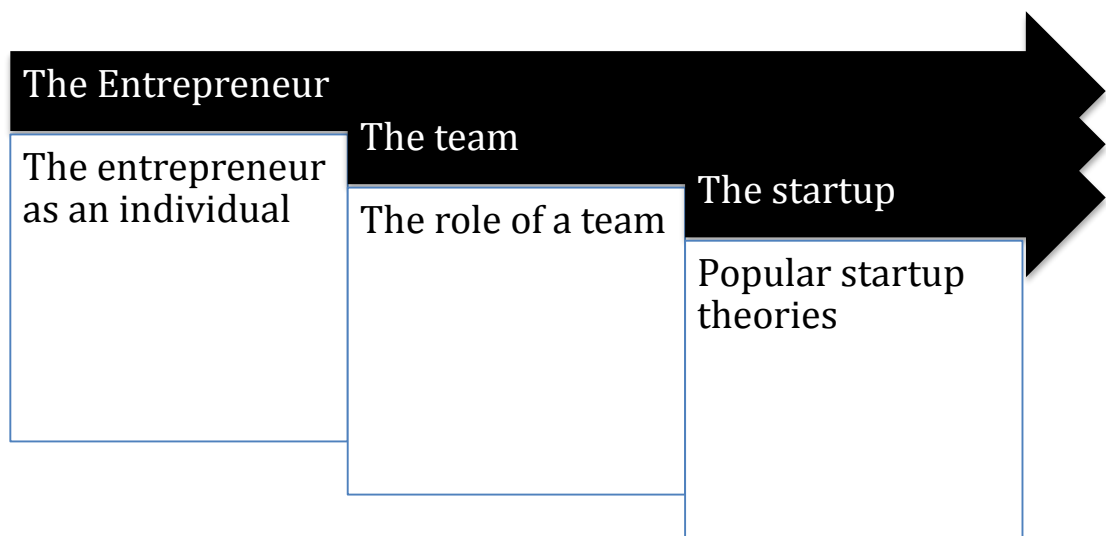 The Entrepreneur
The entrepreneur
as an individual
The team
The role of a team
The startup
Popular startup
theories